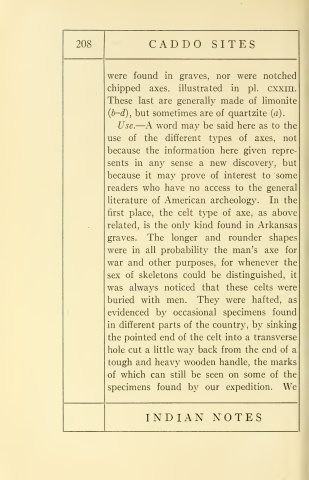 208
CADDO SITES
were found in graves, nor were notched
chipped axes. illustrated in pl. CXXIII.
These last are generally made of limonite
(b–d), but sometimes are of quartzite (a).
Use.—A word may be said here as to the
use of the different types of axes, not
because the information here given repre-
sents in any sense a new discovery, but
because it may prove of interest to some
readers who have no access to the general
literature of American archeology. In the
first place, the celt type of axe, as above
related, is the only kind found in Arkansas
graves. The longer and rounder shapes
were in all probability the man's axe for
war and other purposes, for whenever the
sex of skeletons could be distinguished, it
was always noticed that these celts were
buried with men. They were hafted, as
evidenced by occasional specimens found
in different parts of the country, by sinking
the pointed end of the celt into a transverse
hole cut a little way back from the end of a
tough and heavy wooden handle, the marks
of which can still be seen on some of the
specimens found by our expedition. We
INDIAN NOTES